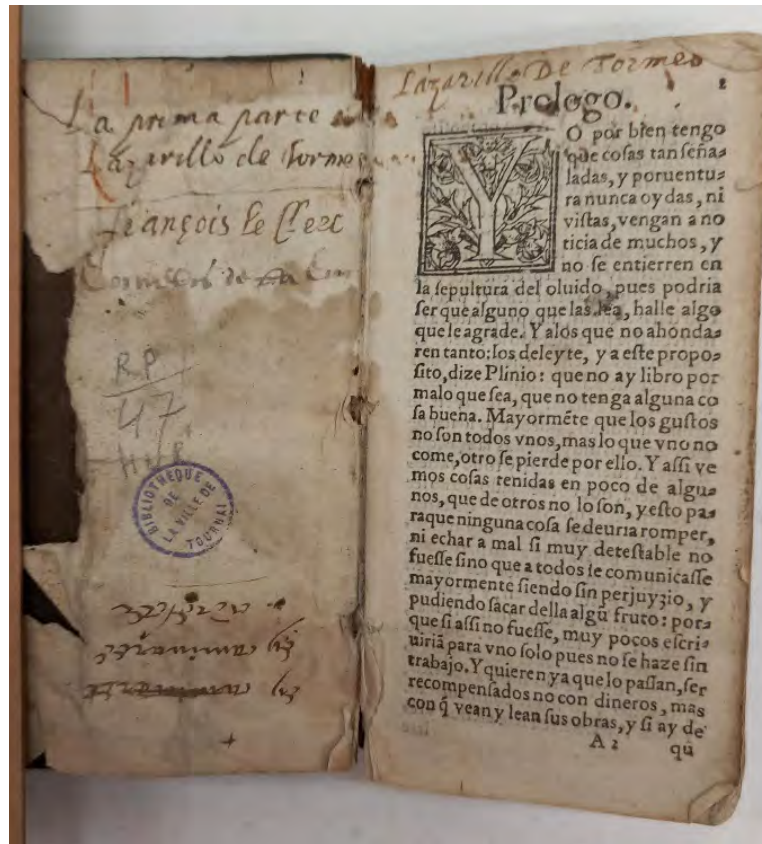 La prima parte
Lazarillo de Tormes
François le Clerc
RP
47
BIBLIOTHEQUE
DE
LA VILLE DE
TOURNAI
Lazarillo De Tormes
Prologo.
YO por bien tengo
que coſas tan ſeña⸗
ladas, y poruentu⸗
ra nunca oydas, ni
viſtas, vengan a no
ticia de muchos, y
no ſe entierren en
la ſepultura del oluido, pues podria
ſer que alguno que las lea, halle algo
que le agrade. Y alos que no ahonda⸗
ren tanto: los deleyte, y a eſte propo⸗
ſito, dize Plinio: que no ay libro por
malo que ſea, que no tenga alguna co
ſa buena. Mayormẽte que los guſtos
no ſon todos vnos, mas lo que vno no
come, otro ſe pierde por ello. Y aſſi ve
mos coſas tenidas en poco de algu⸗
nos, que de otros no lo ſon, y eſto pa⸗
raque ninguna coſa ſe deuria romper,
ni echar a mal ſi muy deteſtable no
fueſſe ſino que a todos ſe comunicaſſe
mayormente ſiendo ſin perjuyzio, y
pudiendo ſacar della algũ fruto: por⸗
que ſi aſſi no fueſſe, muy pocos eſcri⸗
uiriã para vno ſolo pues no ſe haze ſin
trabajo. Y quieren ya que lo paſſan, ſer
recompenſados no con dineros, mas
con q̃ vean y lean ſus obras, y ſi ay de
A 2
qũ